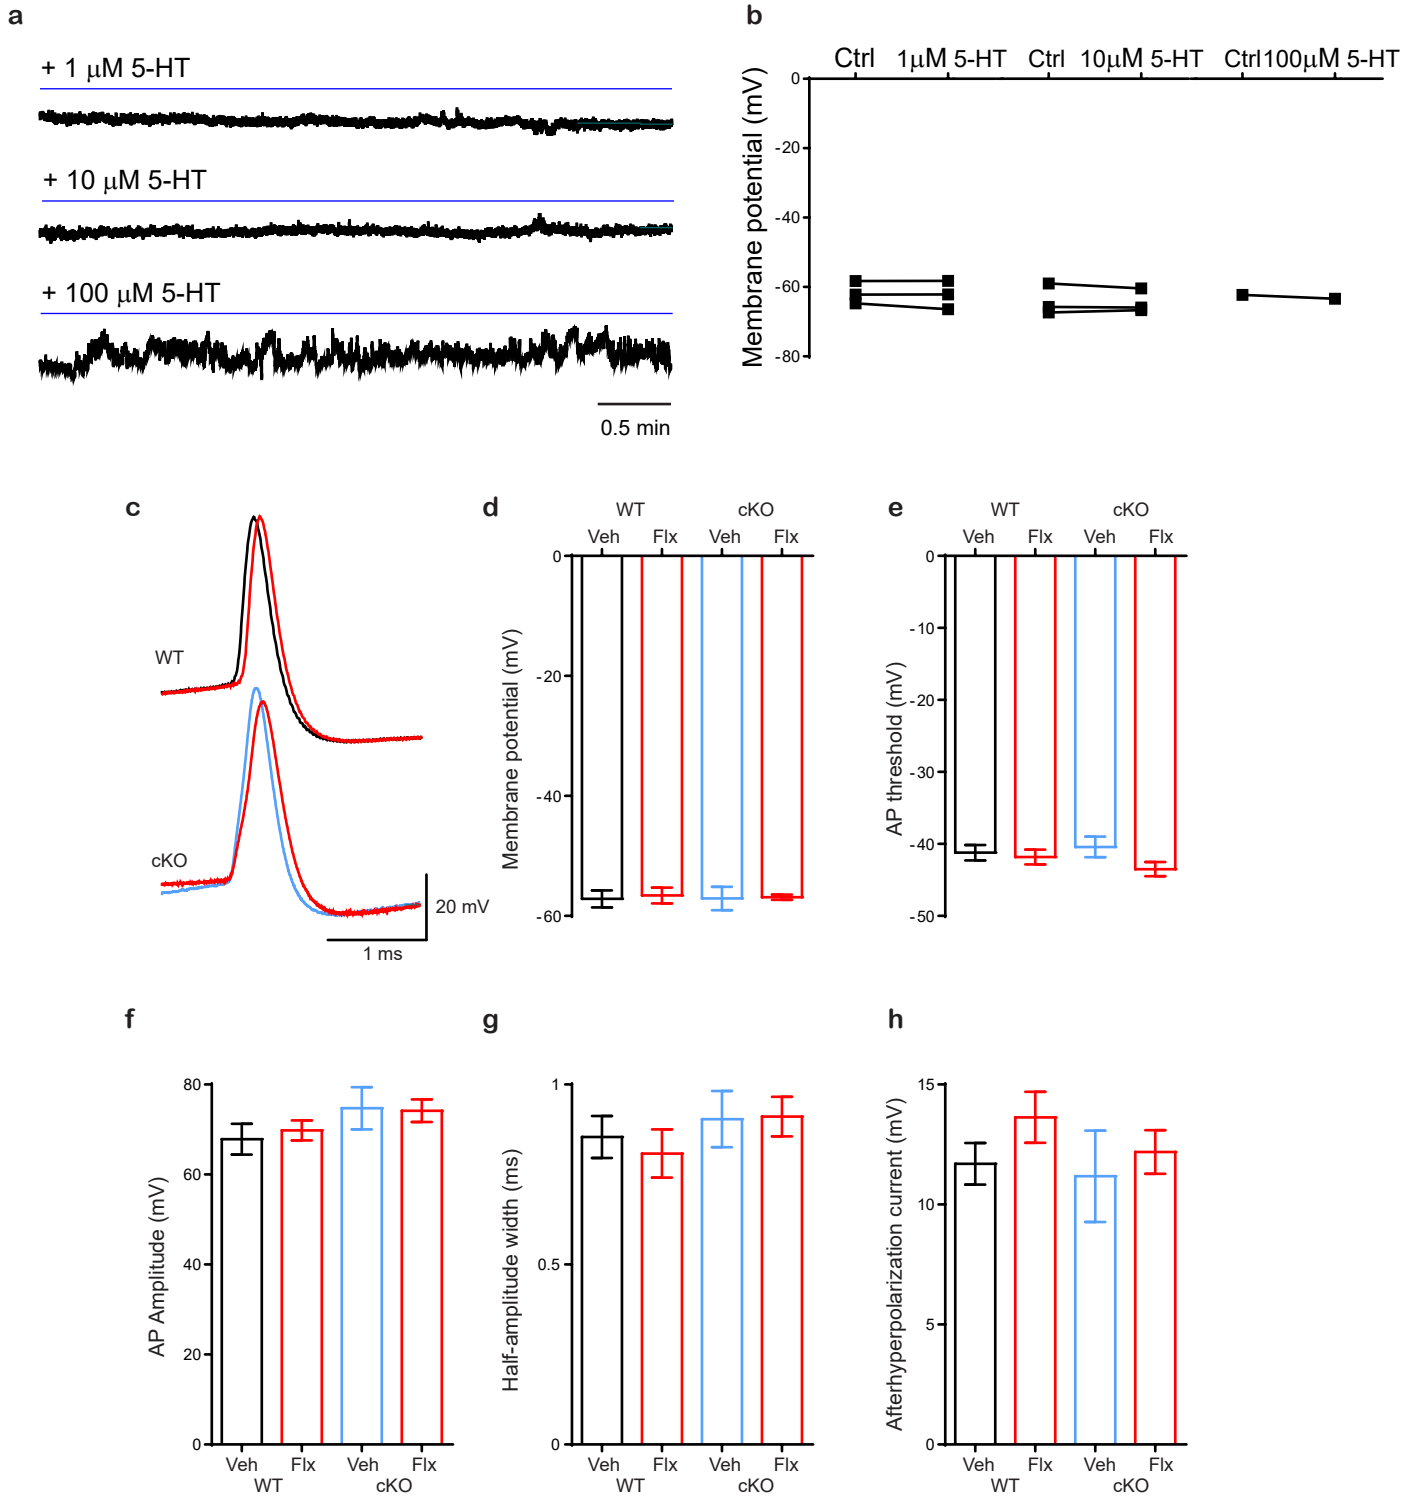 a
+ 1 μM 5-HT
+ 10 μM 5-HT
+ 100 μM 5-HT
0.5 min
b
Ctrl 1μM 5-HT Ctrl 10μM 5-HT Ctrl 100μM 5-HT
Membrane potential (mV)
0
-20
-40
-60
-80
c
WT
cKO
20 mV
1 ms
d
WT cKO
Veh Flx Veh Flx
Membrane potential (mV)
0
-20
-40
-60
e
WT cKO
Veh Flx Veh Flx
AP threshold (mV)
0
-10
-20
-30
-40
-50
f
AP Amplitude (mV)
80
60
40
20
0
Veh Flx Veh Flx
WT cKO
g
Half-amplitude width (ms)
1
0.5
0
Veh Flx Veh Flx
WT cKO
h
Afterhyperpolarization current (mV)
15
10
5
0
Veh Flx Veh Flx
WT cKO